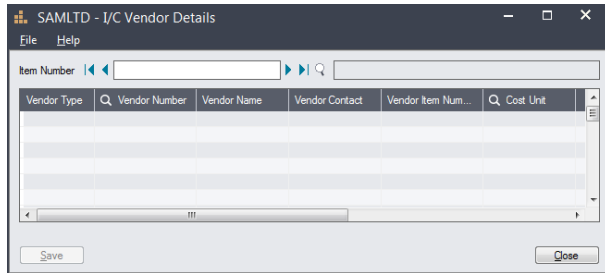 SAMLTD - I/C Vendor Details
File Help
Item Number
Vendor Type Vendor Number Vendor Name Vendor Contact Vendor Item Num... Cost Unit
Save Close